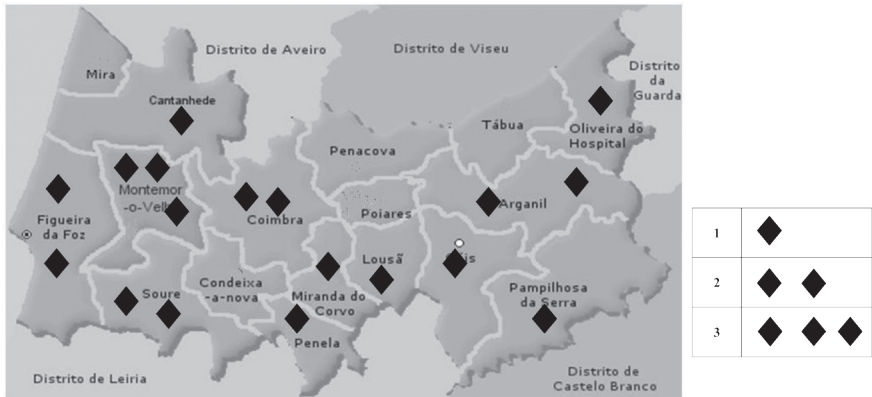 Distrito de Aveiro
Distrito de Viseu
Distrito
da
Guarda
Mira
Cantanhede
Tábua
Oliveira do
Hospital
Penacova
Montemor
-o-Velh
Figueira
da Foz
Coimbra
Poiares
Arganil
Lousã
Soure
Condeixa
-a-nova
Miranda do
Corvo
Pampilhosa
da Serra
Penela
Distrito de Leiria
Distrito de
Castelo Branco
1
2
3